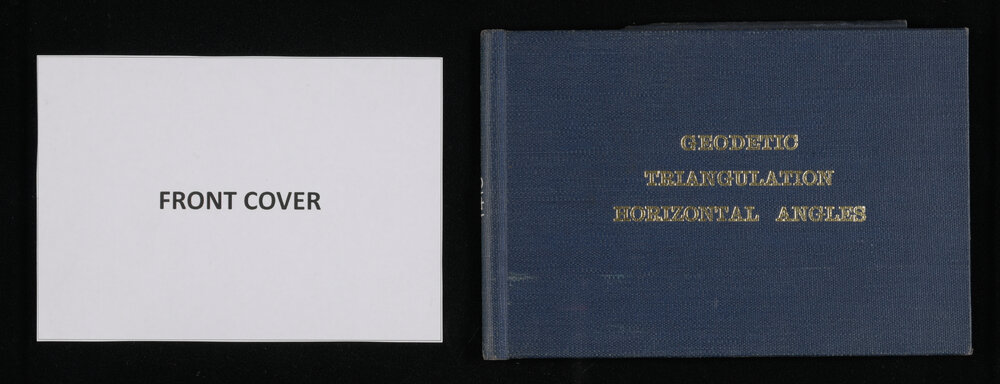 FRONT COVER
GEODETIC
TRIANGULATION
HORIZONTAL ANGLES